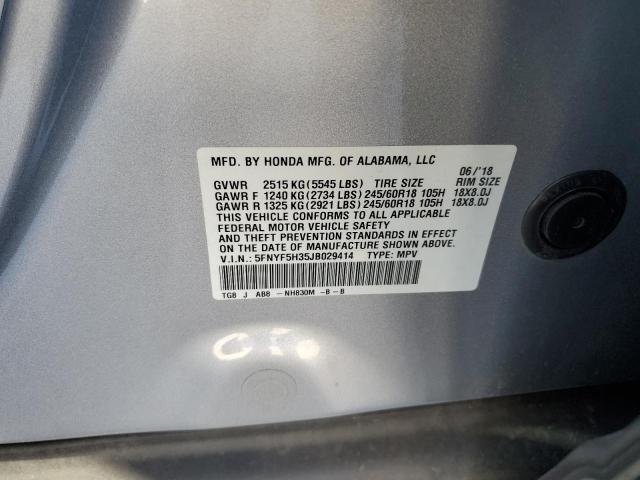 MFD. BY HONDA MFG. OF ALABAMA, LLC 06/'18
GVWR 2515 KG (5545 LBS) TIRE SIZE RIM SIZE
GAWR F 1240 KG (2734 LBS) 245/60R18 105H 18X8.0J
GAWR R 1325 KG (2921 LBS) 245/60R18 105H 18X8.0J
THIS VEHICLE CONFORMS TO ALL APPLICABLE
FEDERAL MOTOR VEHICLE SAFETY
AND THEFT PREVENTION STANDARDS IN EFFECT
ON THE DATE OF MANUFACTURE SHOWN ABOVE.
V.I.N.: 5FNYF5H35JB029414 TYPE: MPV
TG8 J AB8 - NH830M -B - B